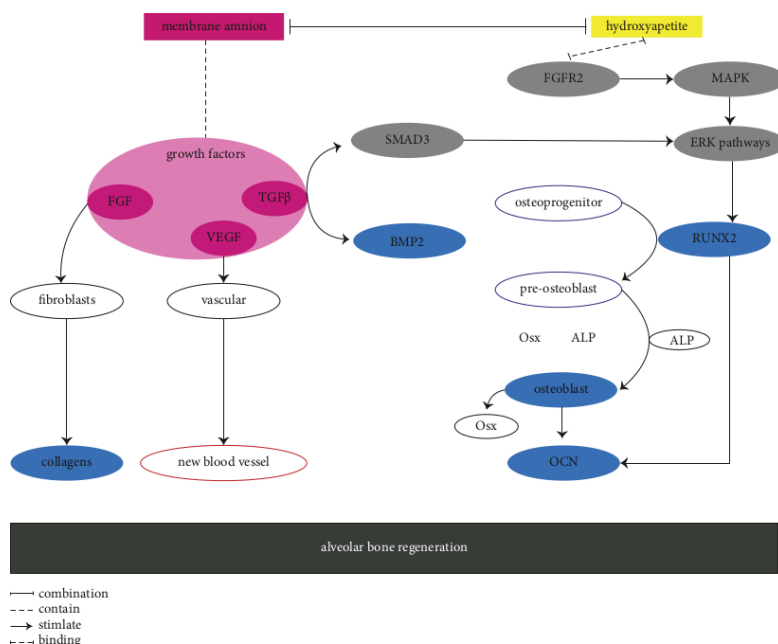 membrane amnion
hydroxyapetite
FGFR2
MAPK
growth factors
SMAD3
ERK pathways
FGF
TGFβ
VEGF
BMP2
osteoprogenitor
RUNX2
fibroblasts
vascular
pre-osteoblast
Osx
ALP
ALP
osteoblast
Osx
collagens
new blood vessel
OCN
alveolar bone regeneration
combination
contain
stimlate
binding